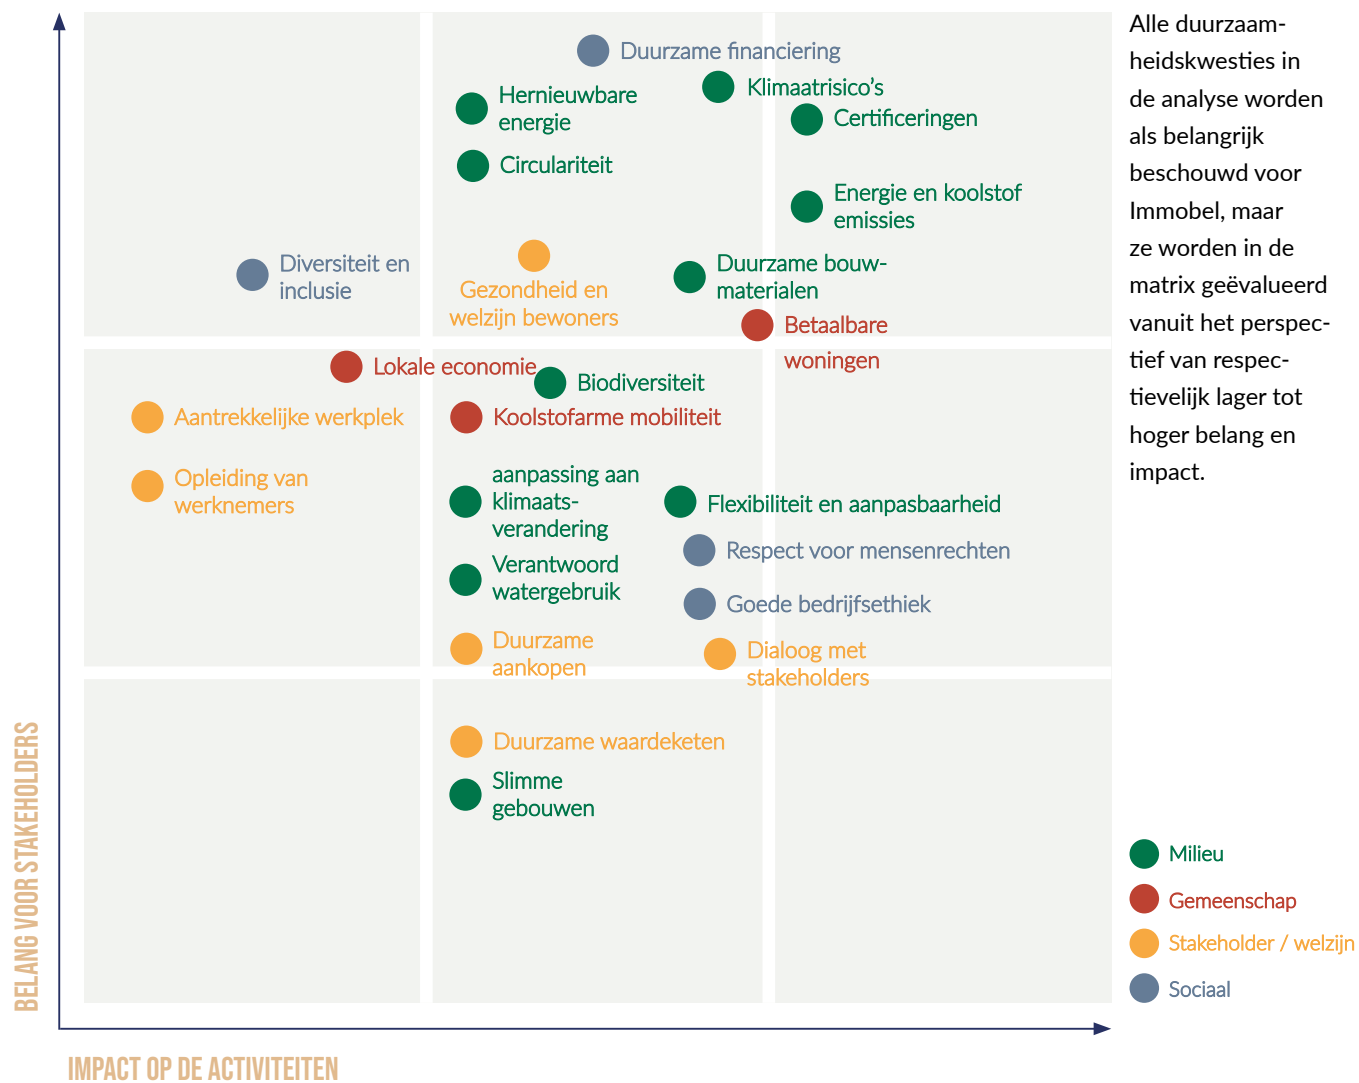 Duurzame financiering
Klimaatrisico’s
Hernieuwbare
energie
Certificeringen
Circulariteit
Energie en koolstof
emissies
Diversiteit en
inclusie
Gezondheid en
welzijn bewoners
Duurzame bouw-
materialen
Betaalbare
woningen
Lokale economie
Biodiversiteit
Aantrekkelijke werkplek
Koolstofarme mobiliteit
Opleiding van
werknemers
aanpassing aan
klimaats-
verandering
Flexibiliteit en aanpasbaarheid
Respect voor mensenrechten
Verantwoord
watergebruik
Goede bedrijfsethiek
Duurzame
aankopen
Dialoog met
stakeholders
Duurzame waardeketen
Slimme
gebouwen
BELANG VOOR STAKEHOLDERS
IMPACT OP DE ACTIVITEITEN
Alle duurzaam-
heidskwesties in
de analyse worden
als belangrijk
beschouwd voor
Immobel, maar
ze worden in de
matrix geëvalueerd
vanuit het perspec-
tief van respec-
tievelijk lager tot
hoger belang en
impact.
Milieu
Gemeenschap
Stakeholder / welzijn
Sociaal